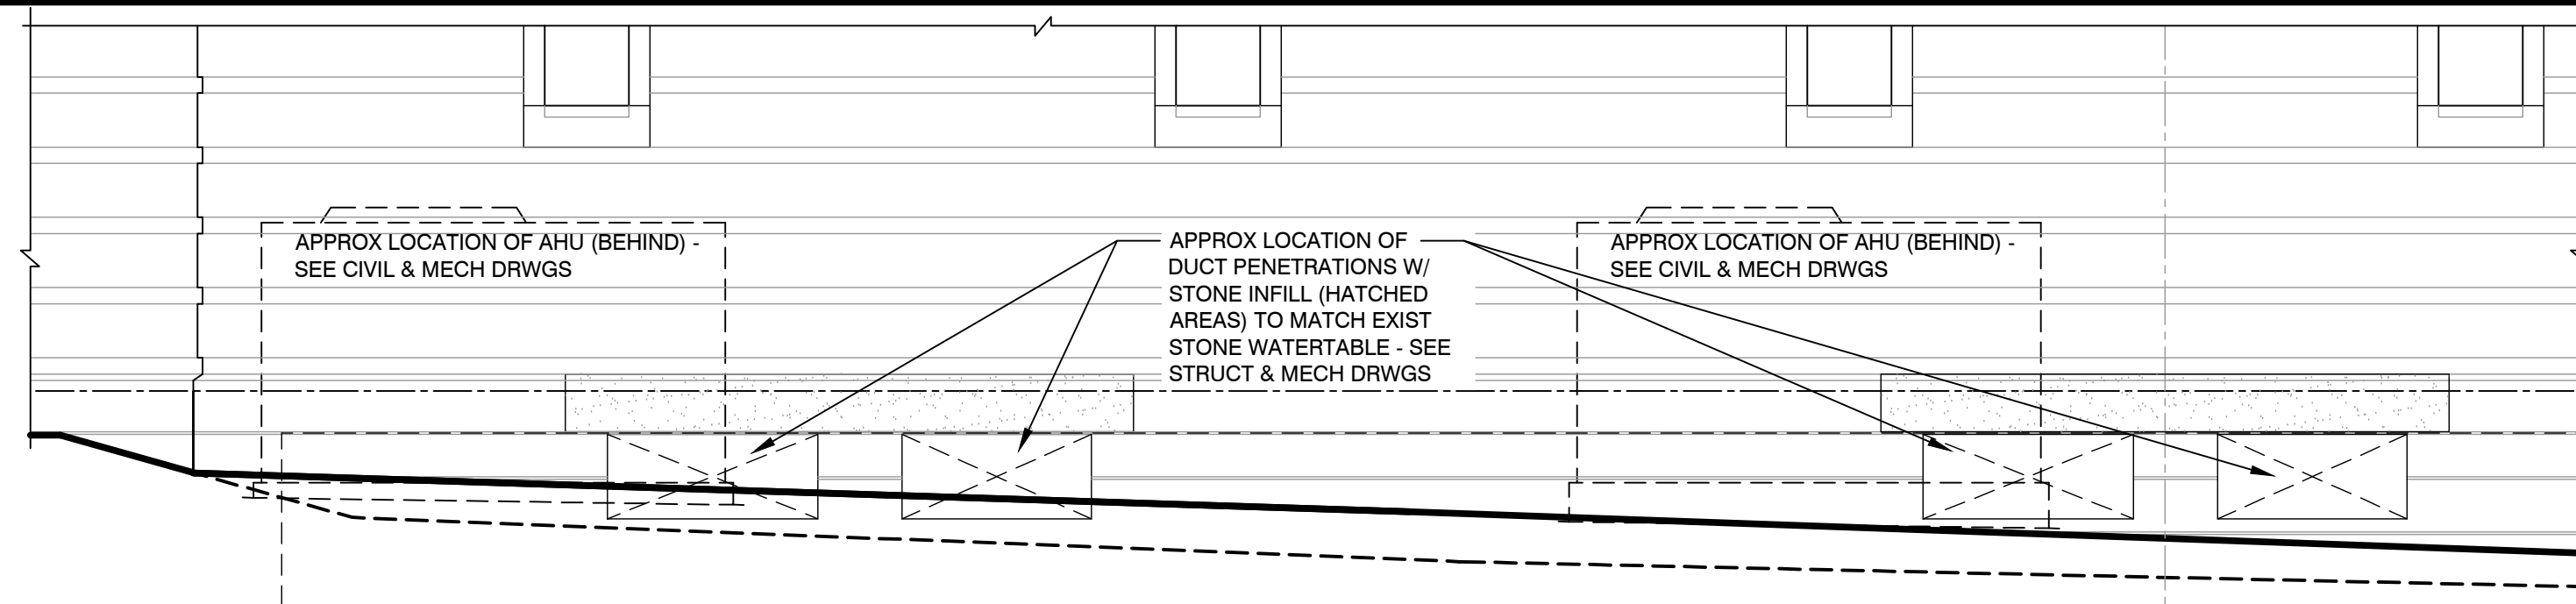 APPROX LOCATION OF AHU (BEHIND) -
SEE CIVIL & MECH DRWGS
APPROX LOCATION OF
DUCT PENETRATIONS W/
STONE INFILL (HATCHED
AREAS) TO MATCH EXIST
STONE WATERTABLE - SEE
STRUCT & MECH DRWGS
APPROX LOCATION OF AHU (BEHIND) -
SEE CIVIL & MECH DRWGS